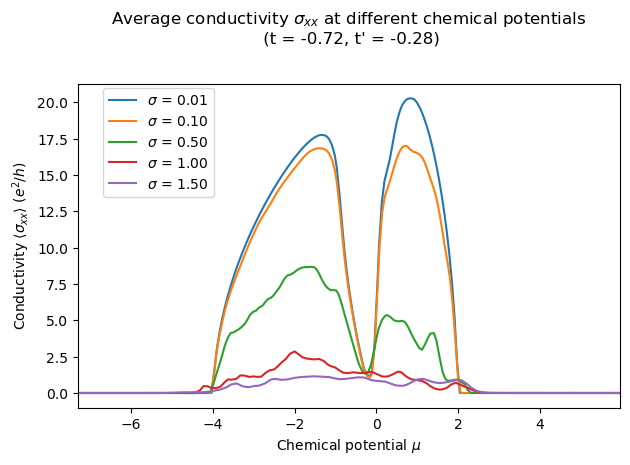 Average conductivity σxx at different chemical potentials
(t = -0.72, t' = -0.28)
σ = 0.01
σ = 0.10
σ = 0.50
σ = 1.00
σ = 1.50
Conductivity ⟨σxx⟩ (e²/h)
20.0
17.5
15.0
12.5
10.0
7.5
5.0
2.5
0.0
−6 −4 −2 0 2 4
Chemical potential μ